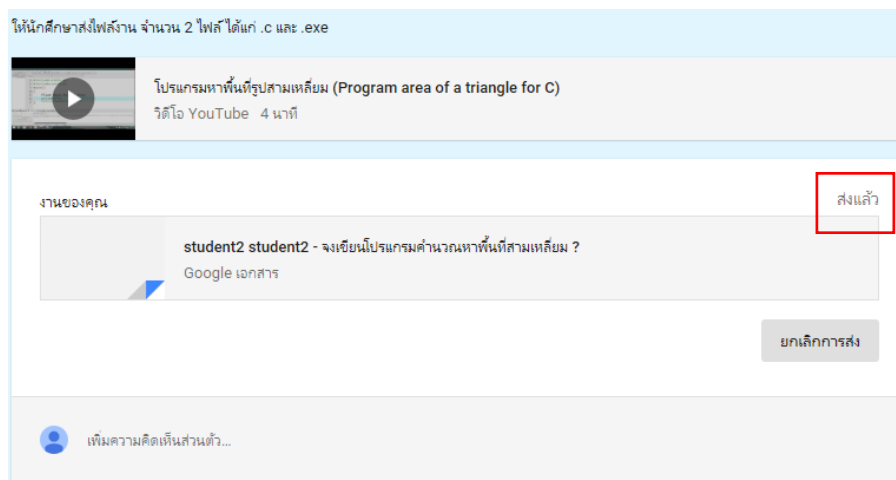 ให้นักศึกษาส่งไฟล์งาน จำนวน 2 ไฟล์ ได้แก่ .c และ .exe
โปรแกรมหาพื้นที่รูปสามเหลี่ยม (Program area of a triangle for C)
วิดีโอ YouTube 4 นาที
งานของคุณ
ส่งแล้ว
student2 student2 - จงเขียนโปรแกรมคำนวณหาพื้นที่สามเหลี่ยม ?
Google เอกสาร
ยกเลิกการส่ง
เพิ่มความคิดเห็นส่วนตัว...